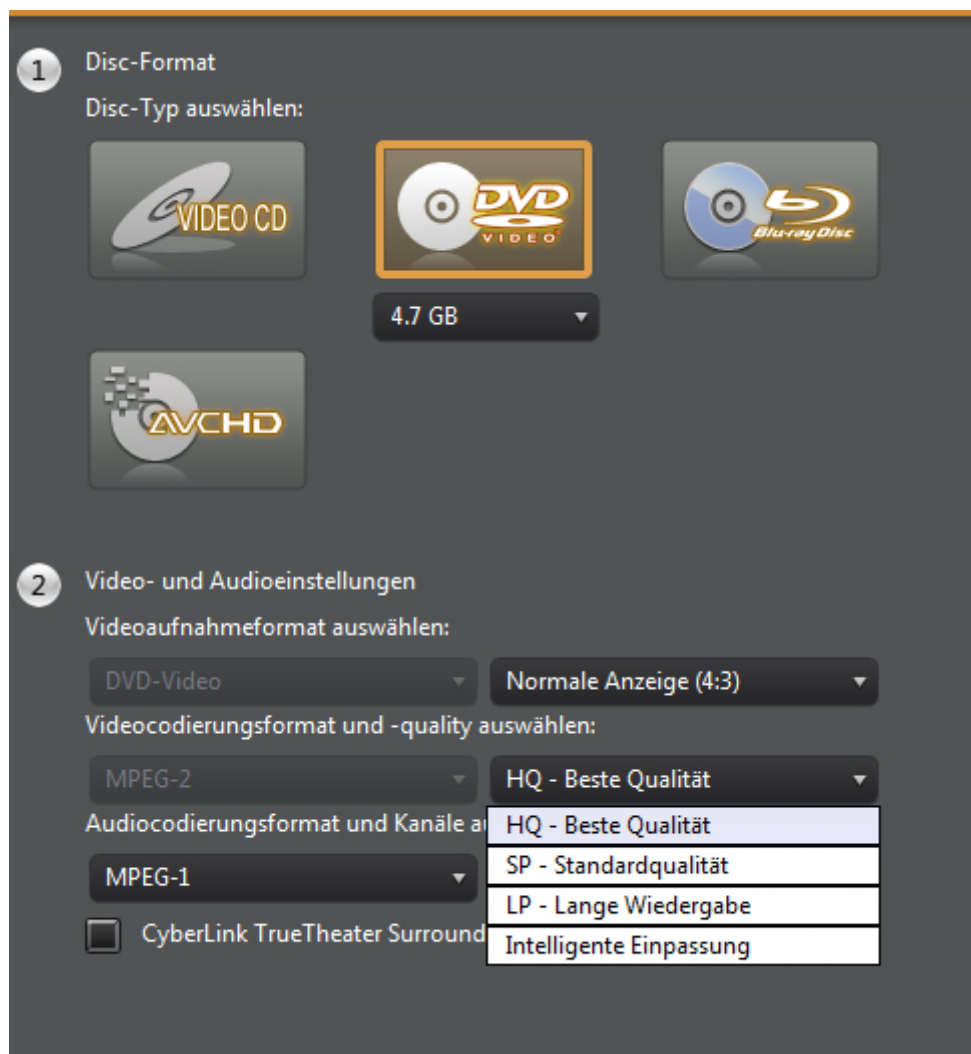 1 Disc-Format
Disc-Typ auswählen:
VIDEO CD
DVD VIDEO
Blu-ray Disc
4.7 GB
AVCHD
2 Video- und Audioeinstellungen
Videoaufnahmeformat auswählen:
DVD-Video Normale Anzeige (4:3)
Videocodierungsformat und -quality auswählen:
MPEG-2 HQ - Beste Qualität
Audiocodierungsformat und Kanäle HQ - Beste Qualität
SP - Standardqualität
MPEG-1
LP - Lange Wiedergabe
CyberLink TrueTheater Surround Intelligente Einpassung